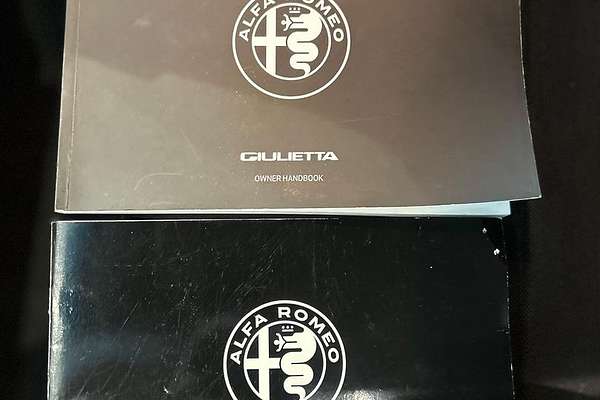 ALFA ROMEO
GIULIETTA
OWNER HANDBOOK
ALFA ROMEO